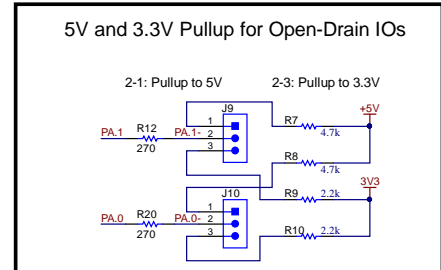 5V and 3.3V Pullup for Open-Drain IOs
2-1: Pullup to 5V 2-3: Pullup to 3.3V
J9
+5V
1
R7
4.7k
PA.1
R12
270
PA.1-
2
3
R8
4.7k
3V3
J10
R9
2.2k
1
PA.0
R20
270
PA.0-
2
3
R10
2.2k